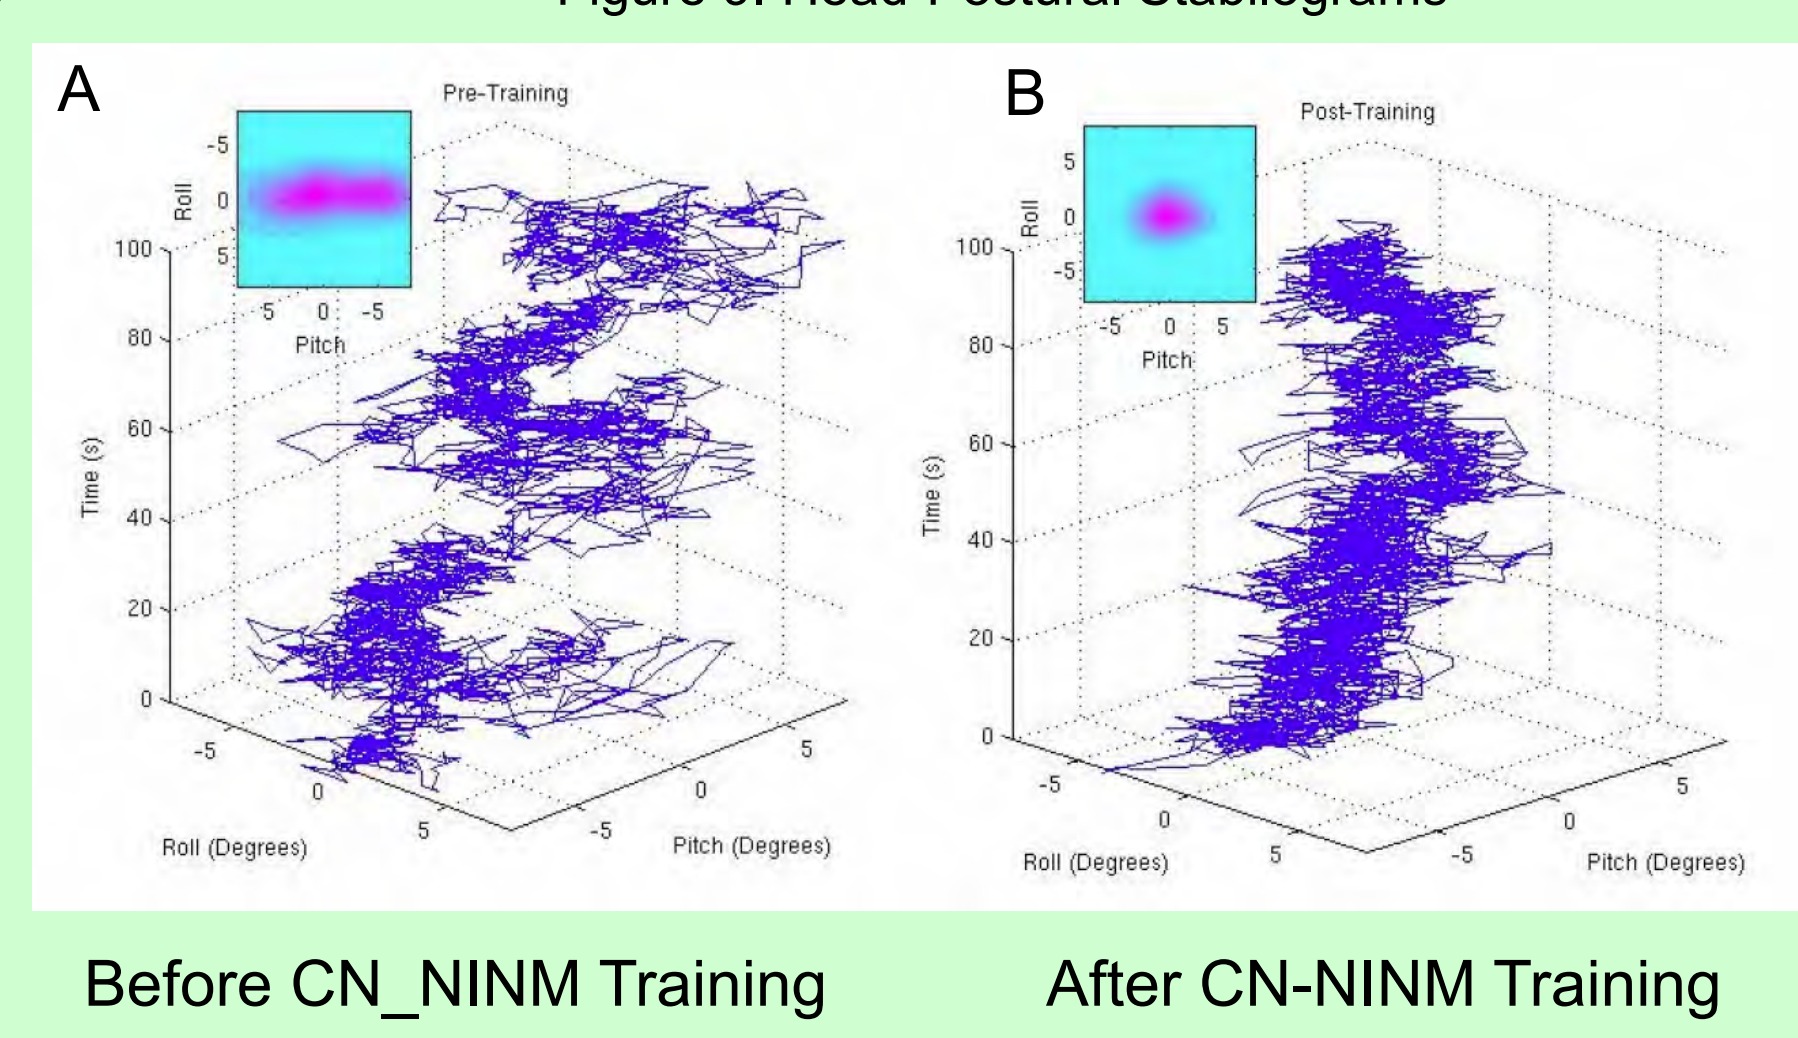 Head Postural Stabilograms
A
Pre-Training
-5
Roll
0
5
5 0 -5
Pitch
100
80
60
40
20
0
Time (s)
-5
0
5
Roll (Degrees)
-5
0
5
Pitch (Degrees)
B
Post-Training
5
Roll
0
-5
-5 0 5
Pitch
100
80
60
40
20
0
Time (s)
-5
0
5
Roll (Degrees)
-5
0
5
Pitch (Degrees)
Before CN_NINM Training
After CN-NINM Training